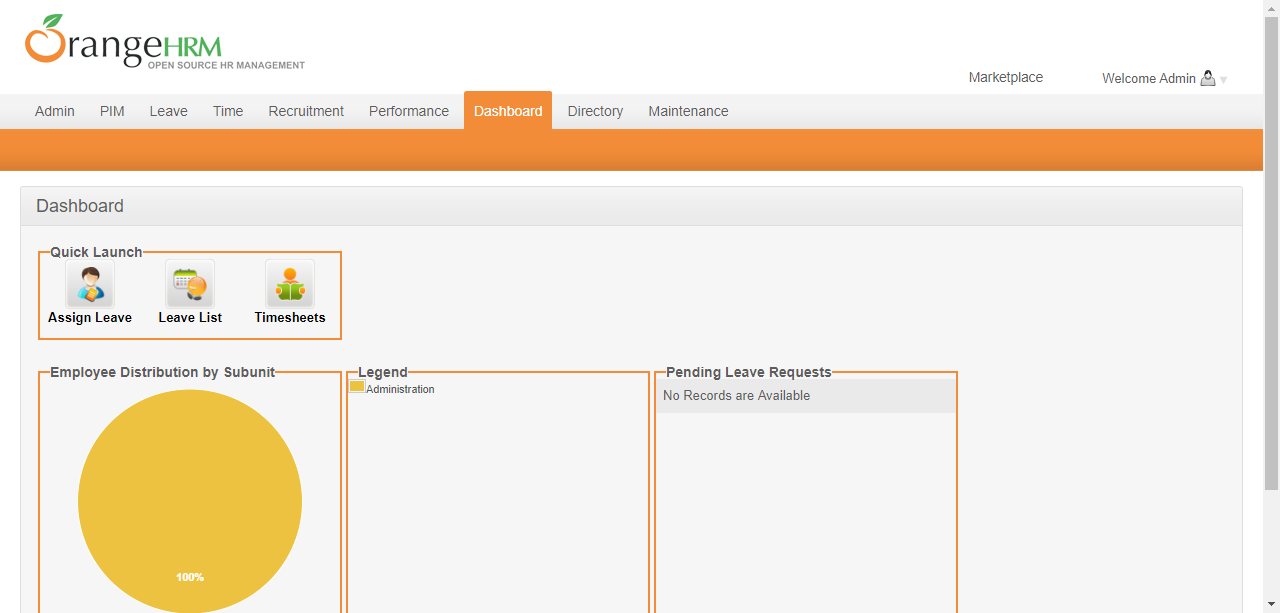 OrangeHRM
OPEN SOURCE HR MANAGEMENT
Marketplace Welcome Admin
Admin PIM Leave Time Recruitment Performance Dashboard Directory Maintenance
Dashboard
Quick Launch
Assign Leave Leave List Timesheets
Employee Distribution by Subunit Legend Pending Leave Requests
Administration
No Records are Available
100%